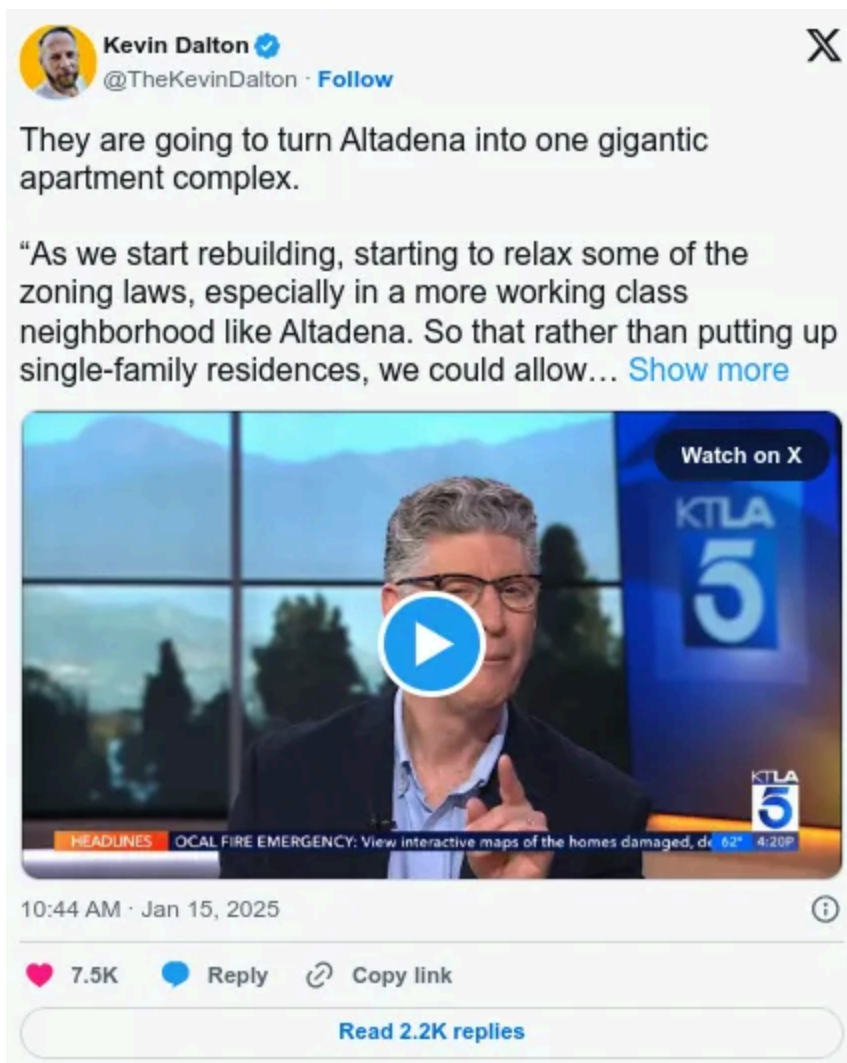 Kevin Dalton
@TheKevinDalton · Follow
They are going to turn Altadena into one gigantic
apartment complex.
“As we start rebuilding, starting to relax some of the
zoning laws, especially in a more working class
neighborhood like Altadena. So that rather than putting up
single-family residences, we could allow… Show more
Watch on X
KTLA
5
KTLA
5
HEADLINES OCAL FIRE EMERGENCY: View interactive maps of the homes damaged, de 62° 4:20P
10:44 AM · Jan 15, 2025
7.5K Reply Copy link
Read 2.2K replies